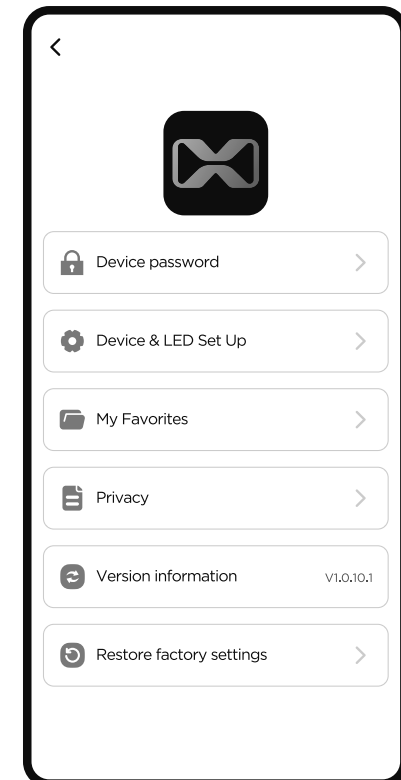 Device password
Device & LED Set Up
My Favorites
Privacy
Version information V1.0.10.1
Restore factory settings